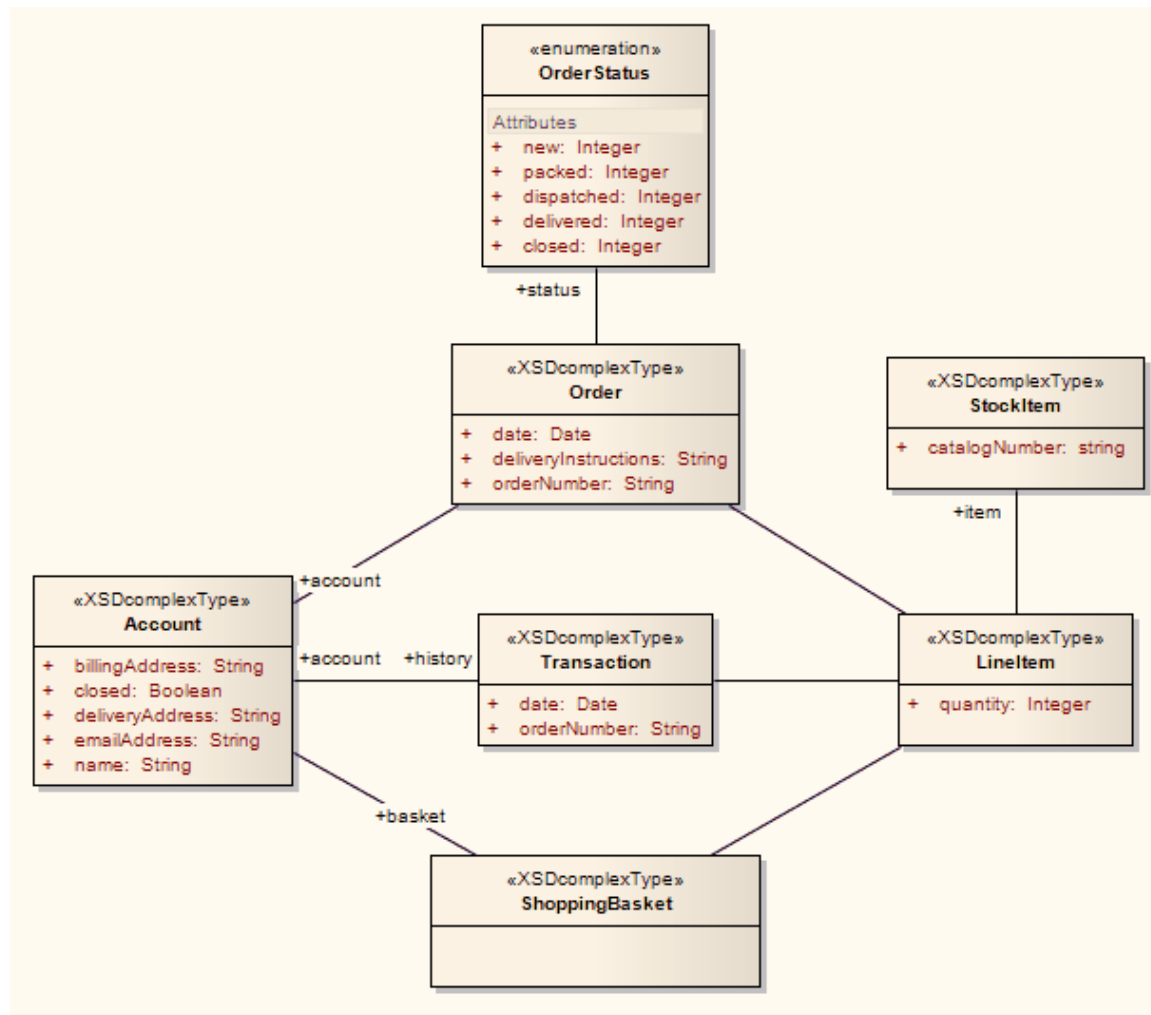 «enumeration»
OrderStatus
Attributes
+ new: Integer
+ packed: Integer
+ dispatched: Integer
+ delivered: Integer
+ closed: Integer
+status
«XSDcomplexType»
Order
+ date: Date
+ deliveryInstructions: String
+ orderNumber: String
«XSDcomplexType»
StockItem
+ catalogNumber: string
+item
+account
«XSDcomplexType»
Account
+ billingAddress: String
+ closed: Boolean
+ deliveryAddress: String
+ emailAddress: String
+ name: String
+account
+history
«XSDcomplexType»
Transaction
+ date: Date
+ orderNumber: String
«XSDcomplexType»
LineItem
+ quantity: Integer
+basket
«XSDcomplexType»
ShoppingBasket